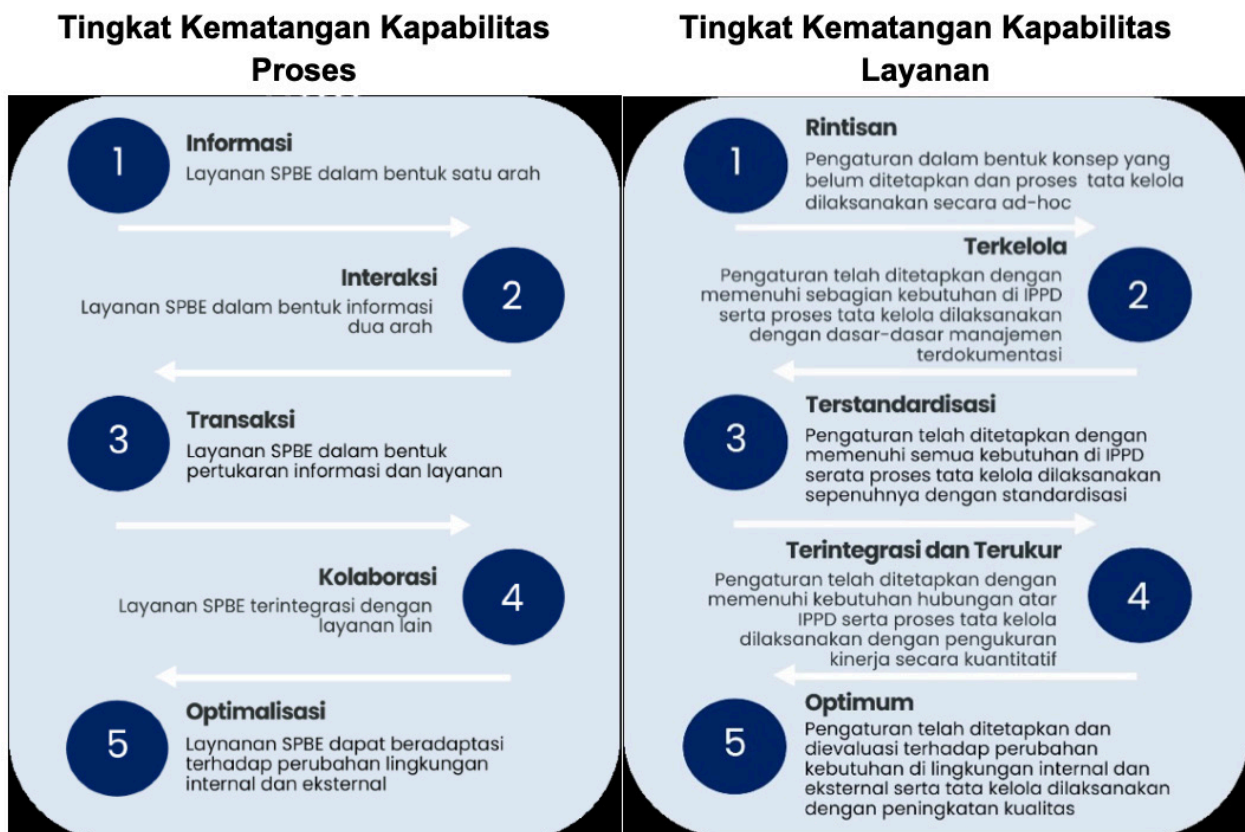 Tingkat Kematangan Kapabilitas
Proses
1
Informasi
Layanan SPBE dalam bentuk satu arah
Interaksi
Layanan SPBE dalam bentuk informasi
dua arah
2
3
Transaksi
Layanan SPBE dalam bentuk
pertukaran informasi dan layanan
Kolaborasi
Layanan SPBE terintegrasi dengan
layanan lain
4
5
Optimalisasi
Laynanan SPBE dapat beradaptasi
terhadap perubahan lingkungan
internal dan eksternal
Tingkat Kematangan Kapabilitas
Layanan
1
Rintisan
Pengaturan dalam bentuk konsep yang
belum ditetapkan dan proses tata kelola
dilaksanakan secara ad-hoc
Terkelola
Pengaturan telah ditetapkan dengan
memenuhi sebagian kebutuhan di IPPD
serta proses tata kelola dilaksanakan
dengan dasar-dasar manajemen
terdokumentasi
2
3
Terstandardisasi
Pengaturan telah ditetapkan dengan
memenuhi semua kebutuhan di IPPD
serata proses tata kelola dilaksanakan
sepenuhnya dengan standardisasi
Terintegrasi dan Terukur
Pengaturan telah ditetapkan dengan
memenuhi kebutuhan hubungan atar
IPPD serta proses tata kelola
dilaksanakan dengan pengukuran
kinerja secara kuantitatif
4
5
Optimum
Pengaturan telah ditetapkan dan
dievaluasi terhadap perubahan
kebutuhan di lingkungan internal dan
eksternal serta tata kelola dilaksanakan
dengan peningkatan kualitas